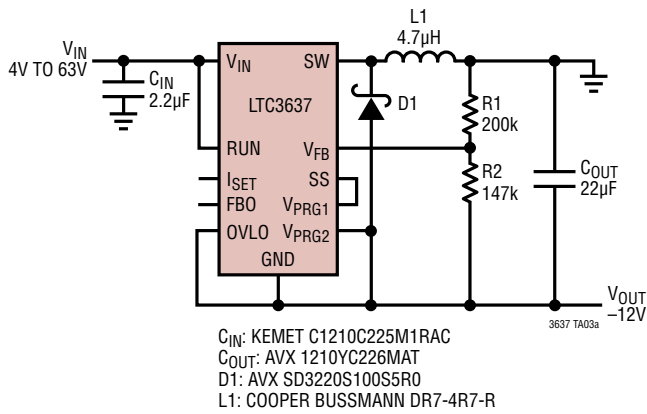 L1
4.7µH
VIN
4V TO 63V
CIN
2.2µF
VIN
SW
LTC3637
D1
R1
200k
RUN
VFB
R2
147k
ISET
SS
FBO
VPRG1
OVLO
VPRG2
GND
COUT
22µF
VOUT
–12V
3637 TA03a
CIN: KEMET C1210C225M1RAC
COUT: AVX 1210YC226MAT
D1: AVX SD3220S100S5R0
L1: COOPER BUSSMANN DR7-4R7-R